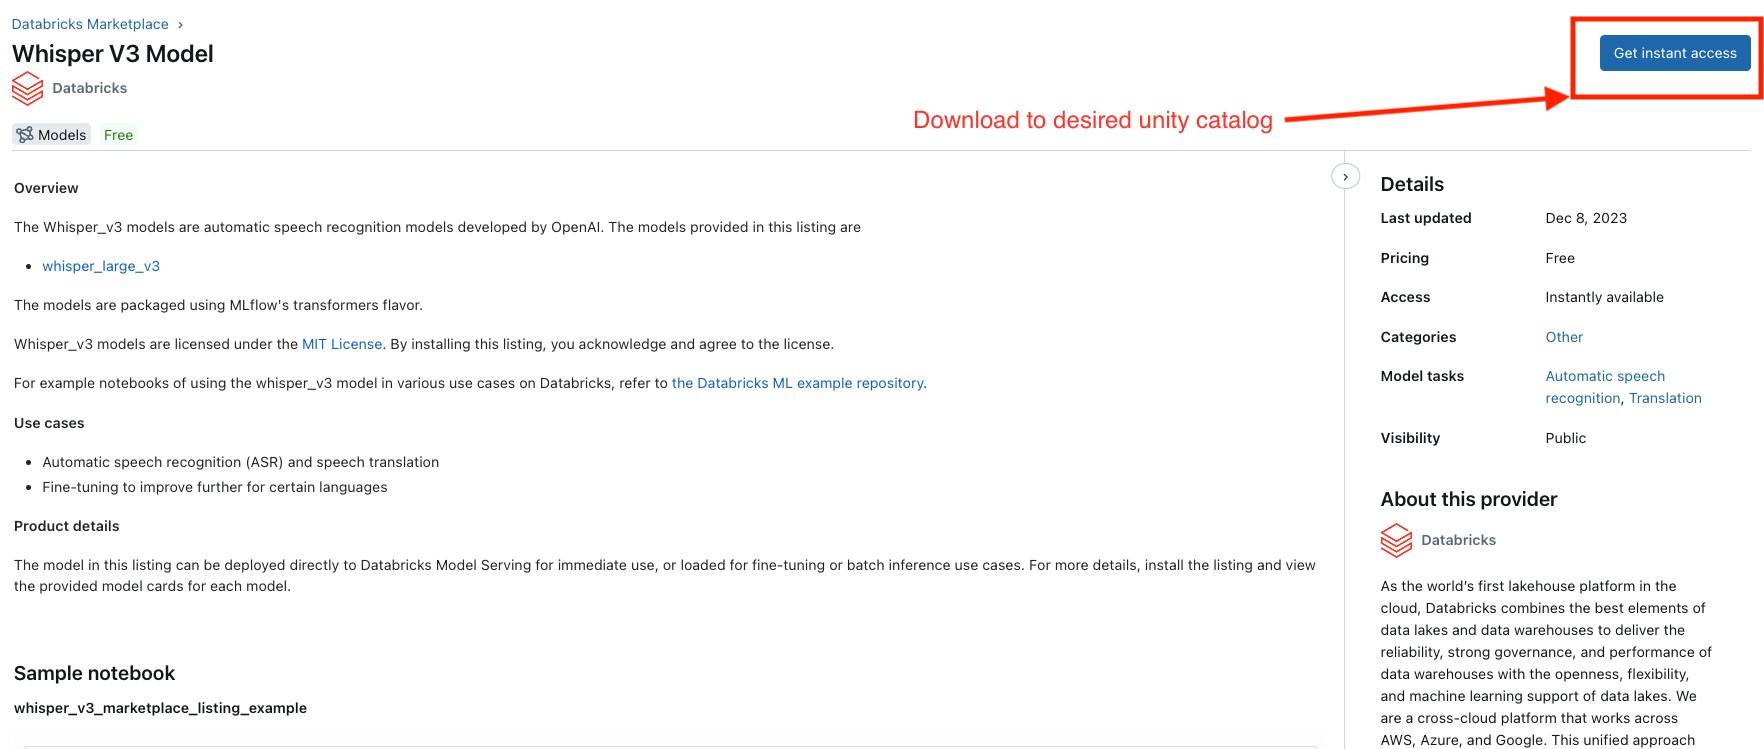 Databricks Marketplace ›
Whisper V3 Model
Databricks
Models Free
Get instant access
Download to desired unity catalog
Overview
The Whisper_v3 models are automatic speech recognition models developed by OpenAI. The models provided in this listing are
• whisper_large_v3
The models are packaged using MLflow's transformers flavor.
Whisper_v3 models are licensed under the MIT License. By installing this listing, you acknowledge and agree to the license.
For example notebooks of using the whisper_v3 model in various use cases on Databricks, refer to the Databricks ML example repository.
Use cases
• Automatic speech recognition (ASR) and speech translation
• Fine-tuning to improve further for certain languages
Product details
The model in this listing can be deployed directly to Databricks Model Serving for immediate use, or loaded for fine-tuning or batch inference use cases. For more details, install the listing and view
the provided model cards for each model.
Sample notebook
whisper_v3_marketplace_listing_example
Details
Last updated Dec 8, 2023
Pricing Free
Access Instantly available
Categories Other
Model tasks Automatic speech
recognition, Translation
Visibility Public
About this provider
Databricks
As the world's first lakehouse platform in the
cloud, Databricks combines the best elements of
data lakes and data warehouses to deliver the
reliability, strong governance, and performance of
data warehouses with the openness, flexibility,
and machine learning support of data lakes. We
are a cross-cloud platform that works across
AWS, Azure, and Google. This unified approach